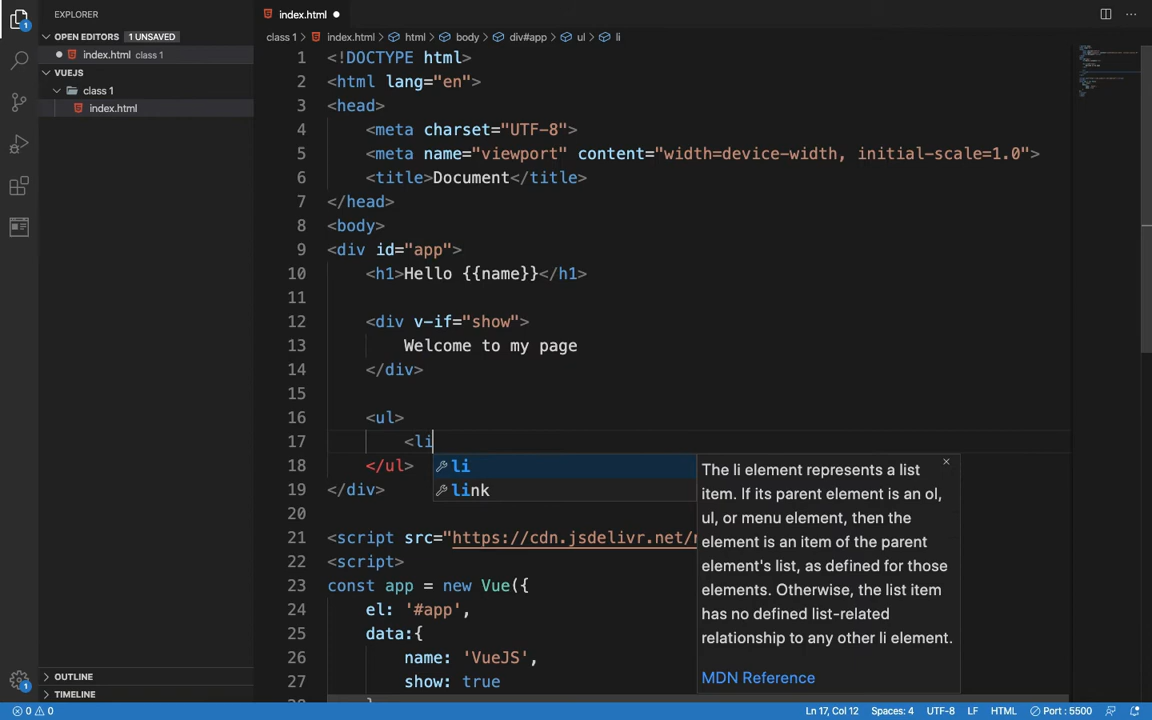 EXPLORER
index.html
OPEN EDITORS 1 UNSAVED
class 1 index.html html body div#app ul li
index.html class 1
VUEJS
class 1
index.html
1 <!DOCTYPE html>
2 <html lang="en">
3 <head>
4 <meta charset="UTF-8">
5 <meta name="viewport" content="width=device-width, initial-scale=1.0">
6 <title>Document</title>
7 </head>
8 <body>
9 <div id="app">
10 <h1>Hello {{name}}</h1>
11
12 <div v-if="show">
13 Welcome to my page
14 </div>
15
16 <ul>
17 <li
18 </ul>
19 </div>
20
21 <script src="https://cdn.jsdelivr.net/
22 <script>
23 const app = new Vue({
24 el: '#app',
25 data:{
26 name: 'VueJS',
27 show: true
li
link
The li element represents a list
item. If its parent element is an ol,
ul, or menu element, then the
element is an item of the parent
element's list, as defined for those
elements. Otherwise, the list item
has no defined list-related
relationship to any other li element.
MDN Reference
OUTLINE
TIMELINE
1
1
0 0
Ln 17, Col 12 Spaces: 4 UTF-8 LF HTML Port : 5500